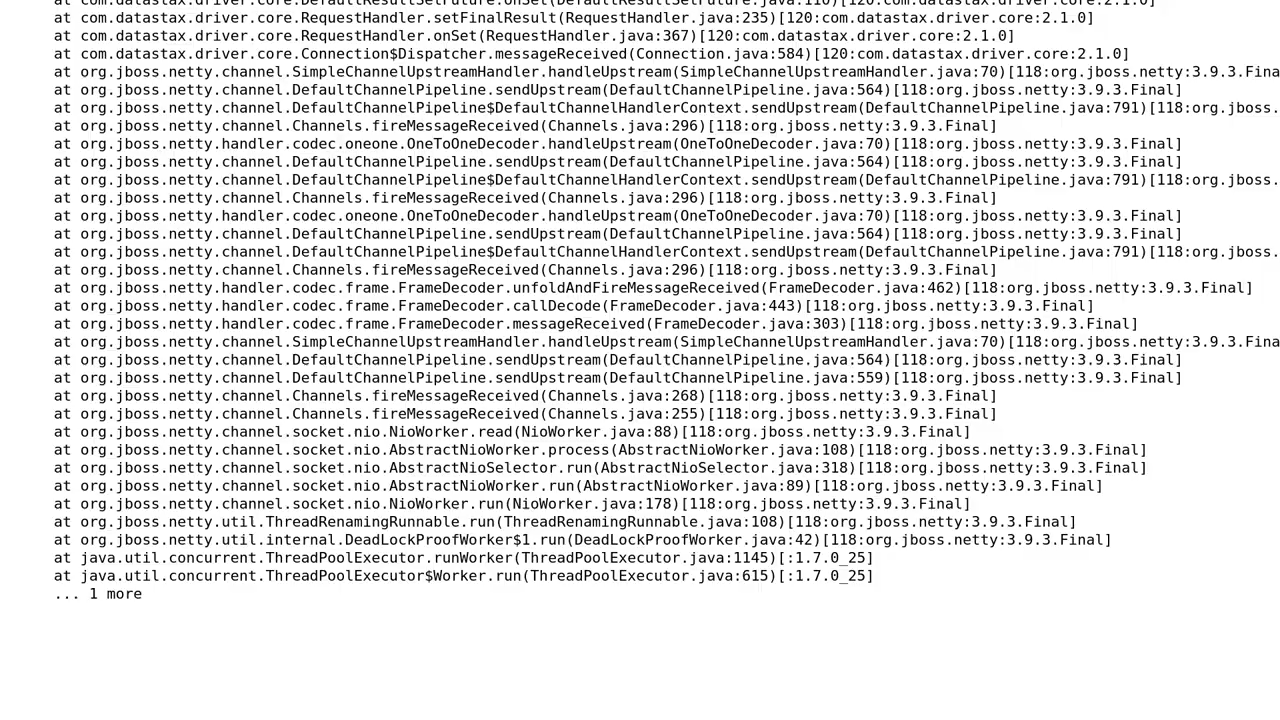 at com.datastax.driver.core.DefaultResultSetFuture.onSet(DefaultResultSetFuture.java:110)[120:com.datastax.driver.core:2.1.0]
at com.datastax.driver.core.RequestHandler.setFinalResult(RequestHandler.java:235)[120:com.datastax.driver.core:2.1.0]
at com.datastax.driver.core.RequestHandler.onSet(RequestHandler.java:367)[120:com.datastax.driver.core:2.1.0]
at com.datastax.driver.core.Connection$Dispatcher.messageReceived(Connection.java:584)[120:com.datastax.driver.core:2.1.0]
at org.jboss.netty.channel.SimpleChannelUpstreamHandler.handleUpstream(SimpleChannelUpstreamHandler.java:70)[118:org.jboss.netty:3.9.3.Fina
at org.jboss.netty.channel.DefaultChannelPipeline.sendUpstream(DefaultChannelPipeline.java:564)[118:org.jboss.netty:3.9.3.Final]
at org.jboss.netty.channel.DefaultChannelPipeline$DefaultChannelHandlerContext.sendUpstream(DefaultChannelPipeline.java:791)[118:org.jboss.
at org.jboss.netty.channel.Channels.fireMessageReceived(Channels.java:296)[118:org.jboss.netty:3.9.3.Final]
at org.jboss.netty.handler.codec.oneone.OneToOneDecoder.handleUpstream(OneToOneDecoder.java:70)[118:org.jboss.netty:3.9.3.Final]
at org.jboss.netty.channel.DefaultChannelPipeline.sendUpstream(DefaultChannelPipeline.java:564)[118:org.jboss.netty:3.9.3.Final]
at org.jboss.netty.channel.DefaultChannelPipeline$DefaultChannelHandlerContext.sendUpstream(DefaultChannelPipeline.java:791)[118:org.jboss.
at org.jboss.netty.channel.Channels.fireMessageReceived(Channels.java:296)[118:org.jboss.netty:3.9.3.Final]
at org.jboss.netty.handler.codec.oneone.OneToOneDecoder.handleUpstream(OneToOneDecoder.java:70)[118:org.jboss.netty:3.9.3.Final]
at org.jboss.netty.channel.DefaultChannelPipeline.sendUpstream(DefaultChannelPipeline.java:564)[118:org.jboss.netty:3.9.3.Final]
at org.jboss.netty.channel.DefaultChannelPipeline$DefaultChannelHandlerContext.sendUpstream(DefaultChannelPipeline.java:791)[118:org.jboss.
at org.jboss.netty.channel.Channels.fireMessageReceived(Channels.java:296)[118:org.jboss.netty:3.9.3.Final]
at org.jboss.netty.handler.codec.frame.FrameDecoder.unfoldAndFireMessageReceived(FrameDecoder.java:462)[118:org.jboss.netty:3.9.3.Final]
at org.jboss.netty.handler.codec.frame.FrameDecoder.callDecode(FrameDecoder.java:443)[118:org.jboss.netty:3.9.3.Final]
at org.jboss.netty.handler.codec.frame.FrameDecoder.messageReceived(FrameDecoder.java:303)[118:org.jboss.netty:3.9.3.Final]
at org.jboss.netty.channel.SimpleChannelUpstreamHandler.handleUpstream(SimpleChannelUpstreamHandler.java:70)[118:org.jboss.netty:3.9.3.Fina
at org.jboss.netty.channel.DefaultChannelPipeline.sendUpstream(DefaultChannelPipeline.java:564)[118:org.jboss.netty:3.9.3.Final]
at org.jboss.netty.channel.DefaultChannelPipeline.sendUpstream(DefaultChannelPipeline.java:559)[118:org.jboss.netty:3.9.3.Final]
at org.jboss.netty.channel.Channels.fireMessageReceived(Channels.java:268)[118:org.jboss.netty:3.9.3.Final]
at org.jboss.netty.channel.Channels.fireMessageReceived(Channels.java:255)[118:org.jboss.netty:3.9.3.Final]
at org.jboss.netty.channel.socket.nio.NioWorker.read(NioWorker.java:88)[118:org.jboss.netty:3.9.3.Final]
at org.jboss.netty.channel.socket.nio.AbstractNioWorker.process(AbstractNioWorker.java:108)[118:org.jboss.netty:3.9.3.Final]
at org.jboss.netty.channel.socket.nio.AbstractNioSelector.run(AbstractNioSelector.java:318)[118:org.jboss.netty:3.9.3.Final]
at org.jboss.netty.channel.socket.nio.AbstractNioWorker.run(AbstractNioWorker.java:89)[118:org.jboss.netty:3.9.3.Final]
at org.jboss.netty.channel.socket.nio.NioWorker.run(NioWorker.java:178)[118:org.jboss.netty:3.9.3.Final]
at org.jboss.netty.util.ThreadRenamingRunnable.run(ThreadRenamingRunnable.java:108)[118:org.jboss.netty:3.9.3.Final]
at org.jboss.netty.util.internal.DeadLockProofWorker$1.run(DeadLockProofWorker.java:42)[118:org.jboss.netty:3.9.3.Final]
at java.util.concurrent.ThreadPoolExecutor.runWorker(ThreadPoolExecutor.java:1145)[:1.7.0_25]
at java.util.concurrent.ThreadPoolExecutor$Worker.run(ThreadPoolExecutor.java:615)[:1.7.0_25]
... 1 more